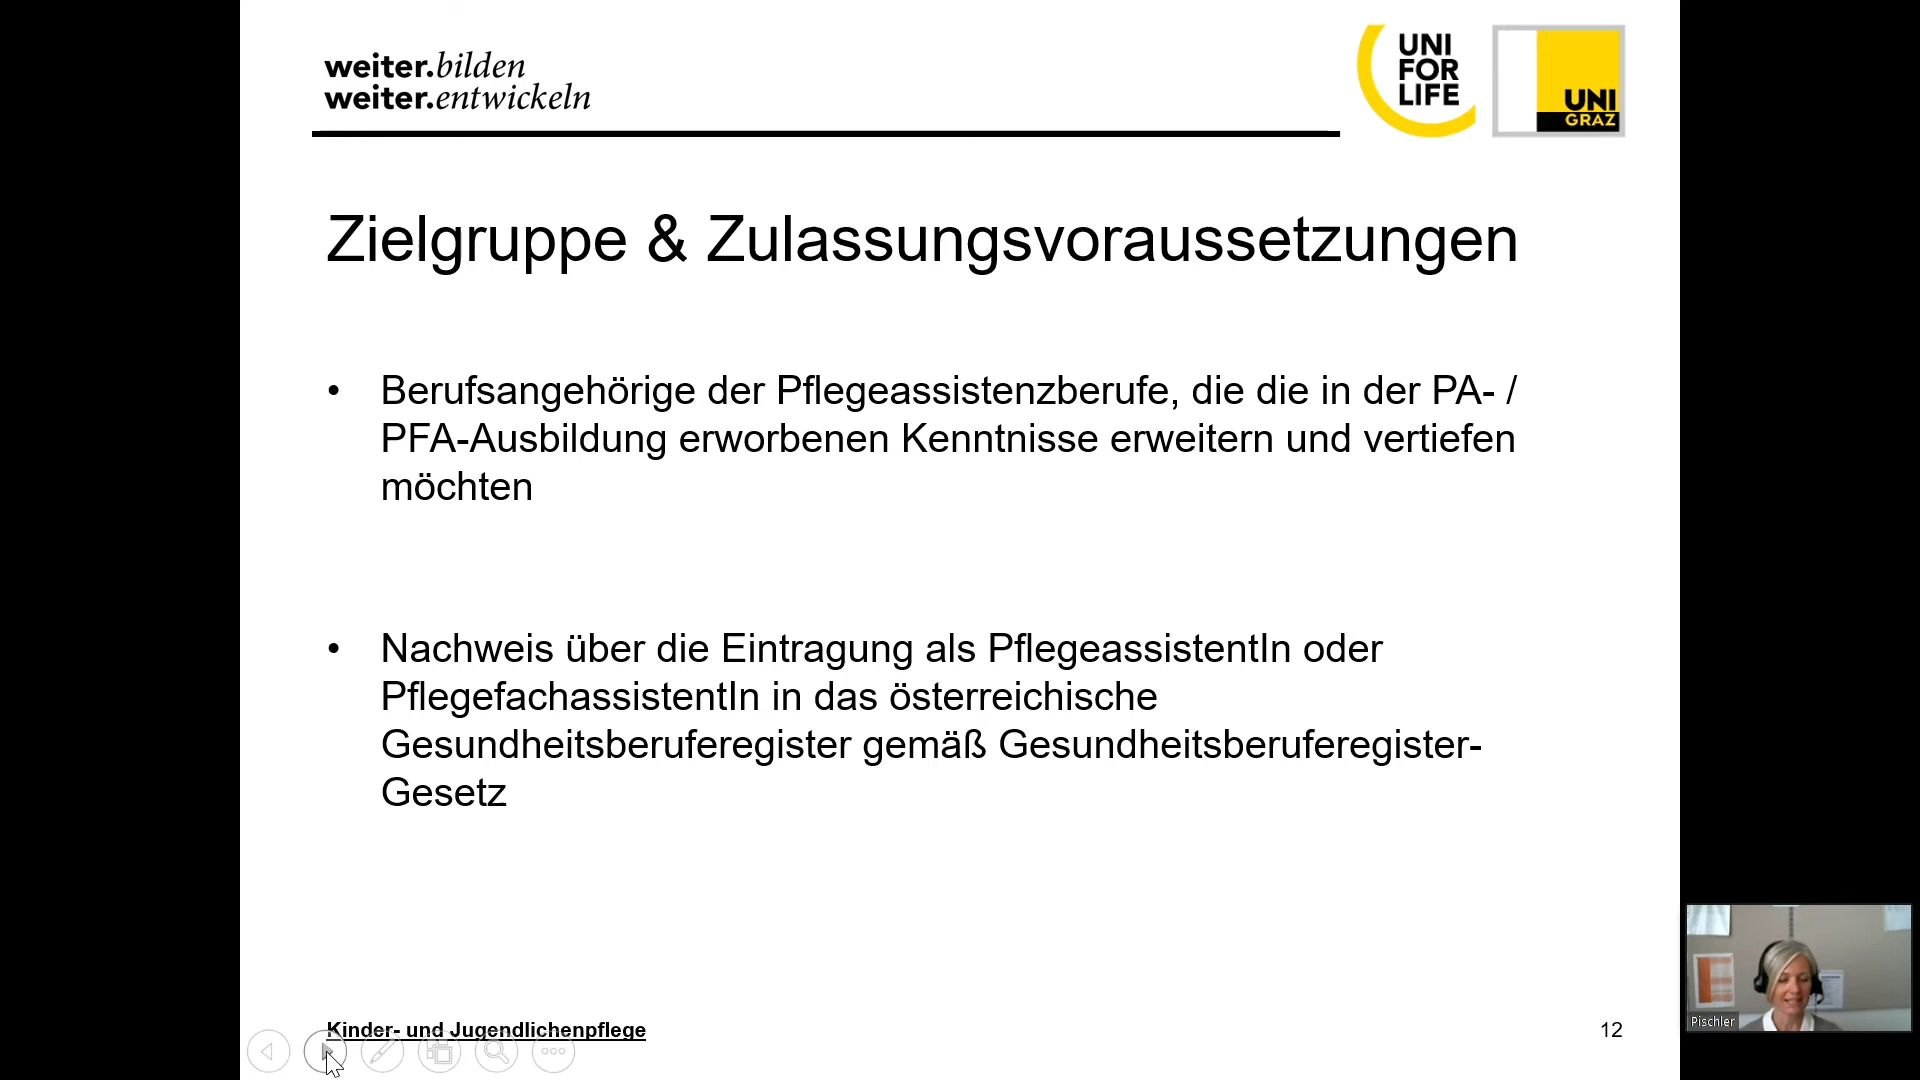 weiter.bilden
weiter.entwickeln
UNI
FOR
LIFE
UNI
GRAZ
Zielgruppe & Zulassungsvoraussetzungen
• Berufsangehörige der Pflegeassistenzberufe, die die in der PA- /
PFA-Ausbildung erworbenen Kenntnisse erweitern und vertiefen
möchten
• Nachweis über die Eintragung als PflegeassistentIn oder
PflegefachassistentIn in das österreichische
Gesundheitsberuferegister gemäß Gesundheitsberuferegister-
Gesetz
Kinder- und Jugendlichenpflege
12
Pischler